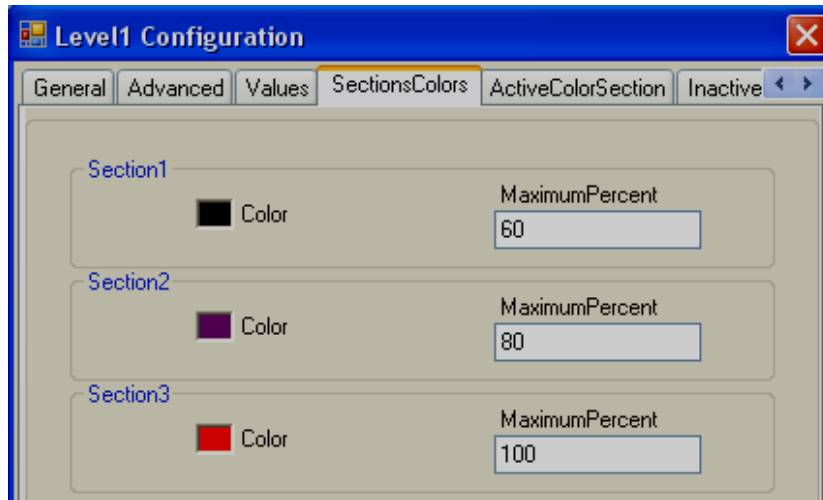 Level1 Configuration
General Advanced Values SectionsColors ActiveColorSection Inactive
Section1
Color
MaximumPercent
60
Section2
Color
MaximumPercent
80
Section3
Color
MaximumPercent
100